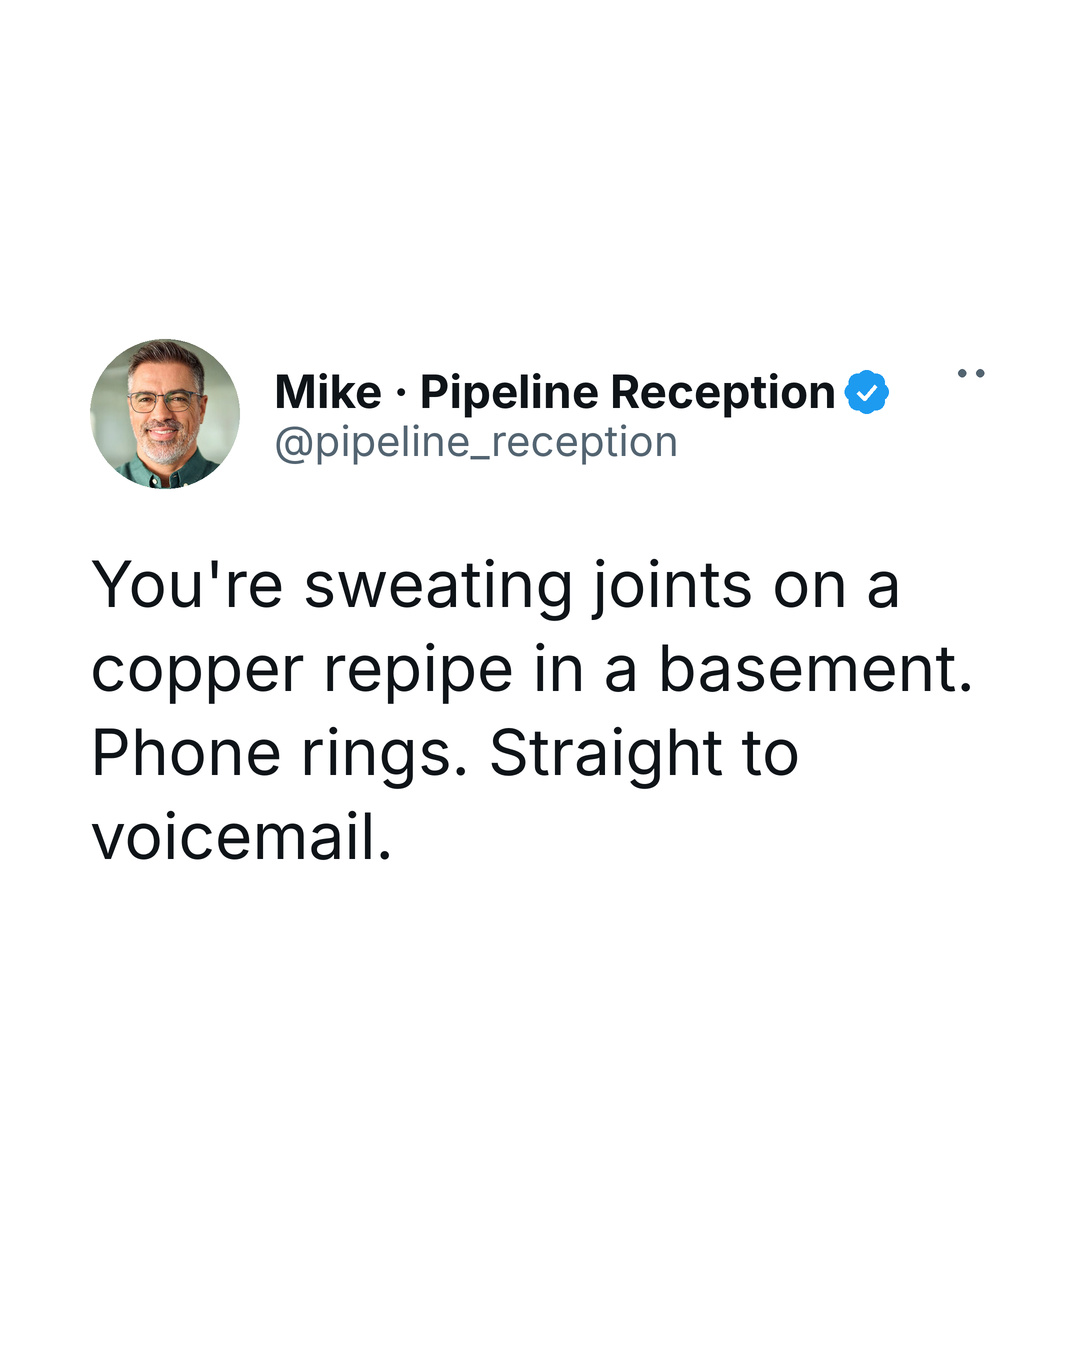 Mike · Pipeline Reception
@pipeline_reception
You're sweating joints on a
copper repipe in a basement.
Phone rings. Straight to
voicemail.